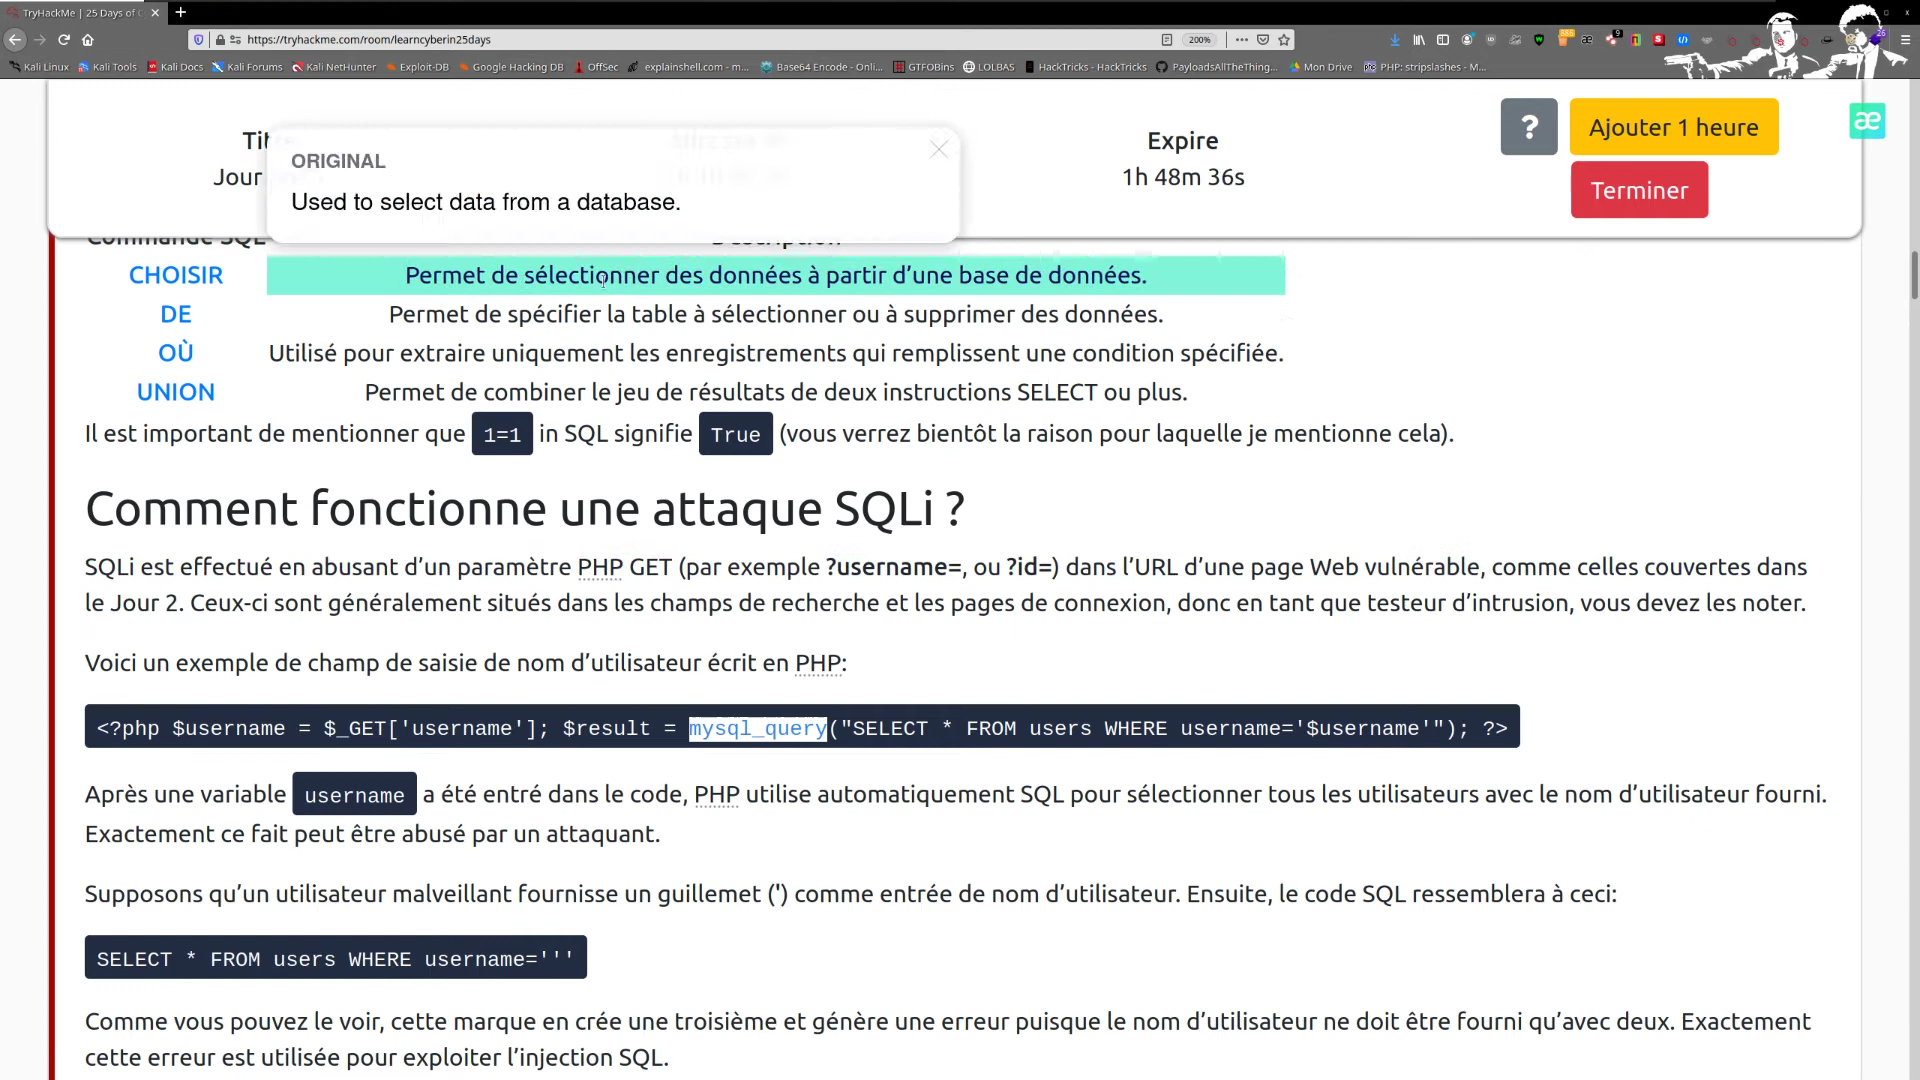 TryHackMe | 25 Days of
https://tryhackme.com/room/learncyberin25days
200%
Kali Linux
Kali Tools
Kali Docs
Kali Forums
Kali NetHunter
Exploit-DB
Google Hacking DB
OffSec
explainshell.com - m...
Base64 Encode - Onli...
GTFOBins
LOLBAS
HackTricks - HackTricks
PayloadsAllTheThing...
Mon Drive
PHP: stripslashes - M...
Expire
1h 48m 36s
?
Ajouter 1 heure
Terminer
æ
ORIGINAL
Used to select data from a database.
Commande SQL Description
CHOISIR Permet de sélectionner des données à partir d’une base de données.
DE Permet de spécifier la table à sélectionner ou à supprimer des données.
OÙ Utilisé pour extraire uniquement les enregistrements qui remplissent une condition spécifiée.
UNION Permet de combiner le jeu de résultats de deux instructions SELECT ou plus.
Il est important de mentionner que 1=1 in SQL signifie True (vous verrez bientôt la raison pour laquelle je mentionne cela).
Comment fonctionne une attaque SQLi ?
SQLi est effectué en abusant d’un paramètre PHP GET (par exemple ?username=, ou ?id=) dans l’URL d’une page Web vulnérable, comme celles couvertes dans
le Jour 2. Ceux-ci sont généralement situés dans les champs de recherche et les pages de connexion, donc en tant que testeur d’intrusion, vous devez les noter.
Voici un exemple de champ de saisie de nom d’utilisateur écrit en PHP:
<?php $username = $_GET['username']; $result = mysql_query("SELECT * FROM users WHERE username='$username'"); ?>
Après une variable username a été entré dans le code, PHP utilise automatiquement SQL pour sélectionner tous les utilisateurs avec le nom d’utilisateur fourni.
Exactement ce fait peut être abusé par un attaquant.
Supposons qu’un utilisateur malveillant fournisse un guillemet (') comme entrée de nom d’utilisateur. Ensuite, le code SQL ressemblera à ceci:
SELECT * FROM users WHERE username='''
Comme vous pouvez le voir, cette marque en crée une troisième et génère une erreur puisque le nom d’utilisateur ne doit être fourni qu’avec deux. Exactement
cette erreur est utilisée pour exploiter l’injection SQL.